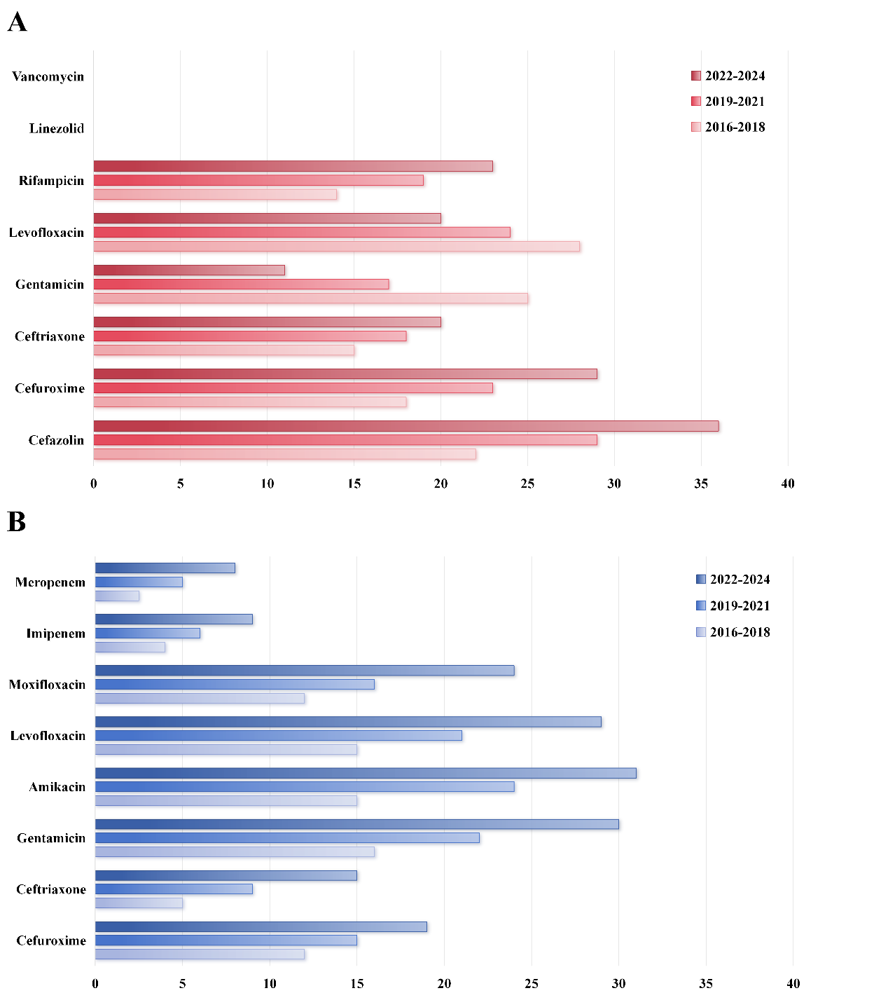 A
Vancomycin
Linezolid
Rifampicin
Levofloxacin
Gentamicin
Ceftriaxone
Cefuroxime
Cefazolin
2022-2024
2019-2021
2016-2018
0 5 10 15 20 25 30 35 40
B
Meropenem
Imipenem
Moxifloxacin
Levofloxacin
Amikacin
Gentamicin
Ceftriaxone
Cefuroxime
2022-2024
2019-2021
2016-2018
0 5 10 15 20 25 30 35 40